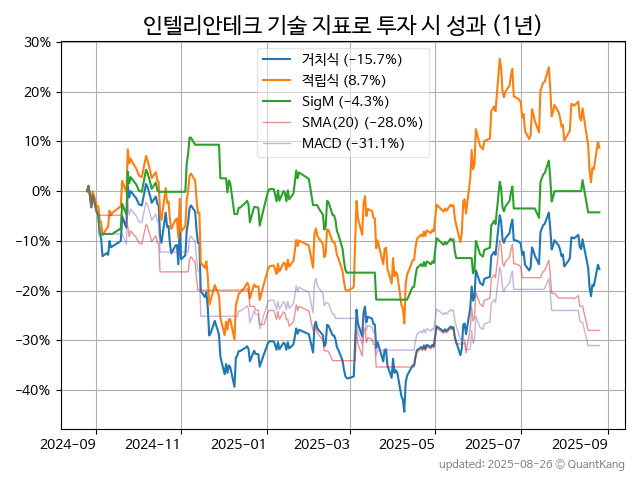 인텔리안테크 기술 지표로 투자 시 성과 (1년)
30%
20%
10%
0%
−10%
−20%
−30%
−40%
거치식 (−15.7%)
적립식 (8.7%)
SigM (−4.3%)
SMA(20) (−28.0%)
MACD (−31.1%)
2024−09
2024−11
2025−01
2025−03
2025−05
2025−07
2025−09
updated: 2025−08−26 © QuantKang